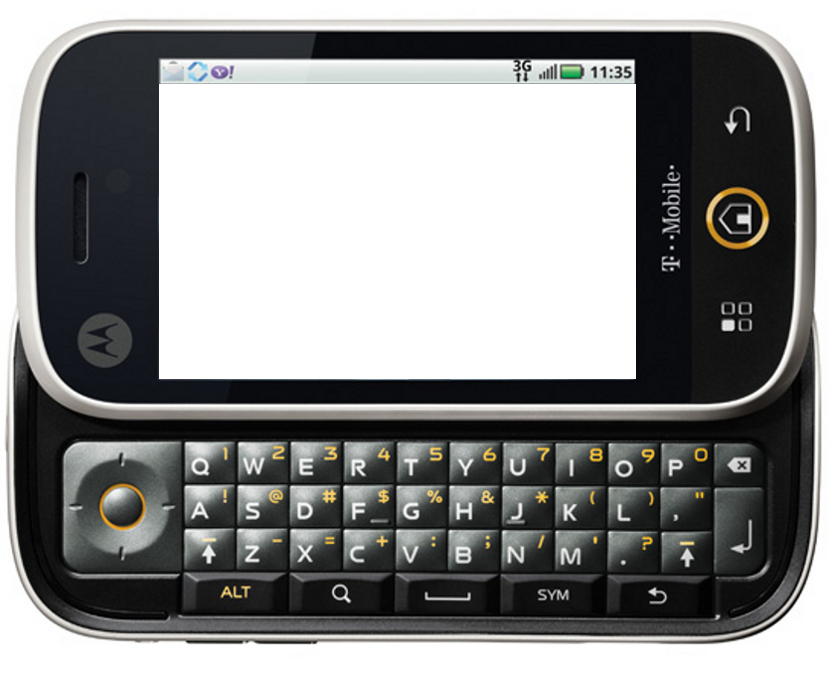 3G 11:35
T··Mobile·
Q 1 W 2 E 3 R 4 T 5 Y 6 U 7 I 8 O 9 P 0
A ! S @ D # F $ G % H & J * K ( L ) , "
Z - X = C + V : B ; N / M ' . ?
ALT SYM